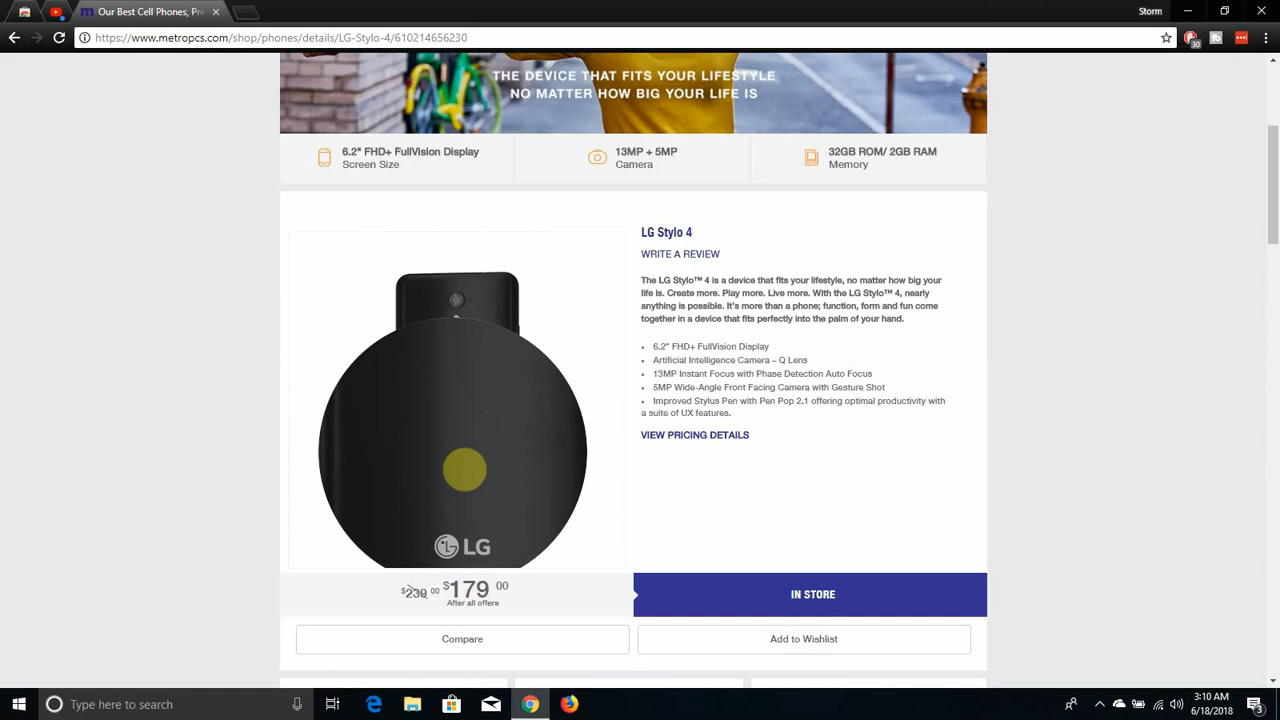 Our Best Cell Phones, Pre
Storm
https://www.metropcs.com/shop/phones/details/LG-Stylo-4/610214656230
30
THE DEVICE THAT FITS YOUR LIFESTYLE
NO MATTER HOW BIG YOUR LIFE IS
6.2" FHD+ FullVision Display
Screen Size
13MP + 5MP
Camera
32GB ROM/ 2GB RAM
Memory
LG Stylo 4
WRITE A REVIEW
The LG Stylo™ 4 is a device that fits your lifestyle, no matter how big your
life is. Create more. Play more. Live more. With the LG Stylo™ 4, nearly
anything is possible. It's more than a phone; function, form and fun come
together in a device that fits perfectly into the palm of your hand.
• 6.2" FHD+ FullVision Display
• Artificial Intelligence Camera – Q Lens
• 13MP Instant Focus with Phase Detection Auto Focus
• 5MP Wide-Angle Front Facing Camera with Gesture Shot
• Improved Stylus Pen with Pen Pop 2.1 offering optimal productivity with
a suite of UX features.
VIEW PRICING DETAILS
LG
$239 00 $179 00
After all offers
IN STORE
Compare
Add to Wishlist
Type here to search
3:10 AM
6/18/2018
3